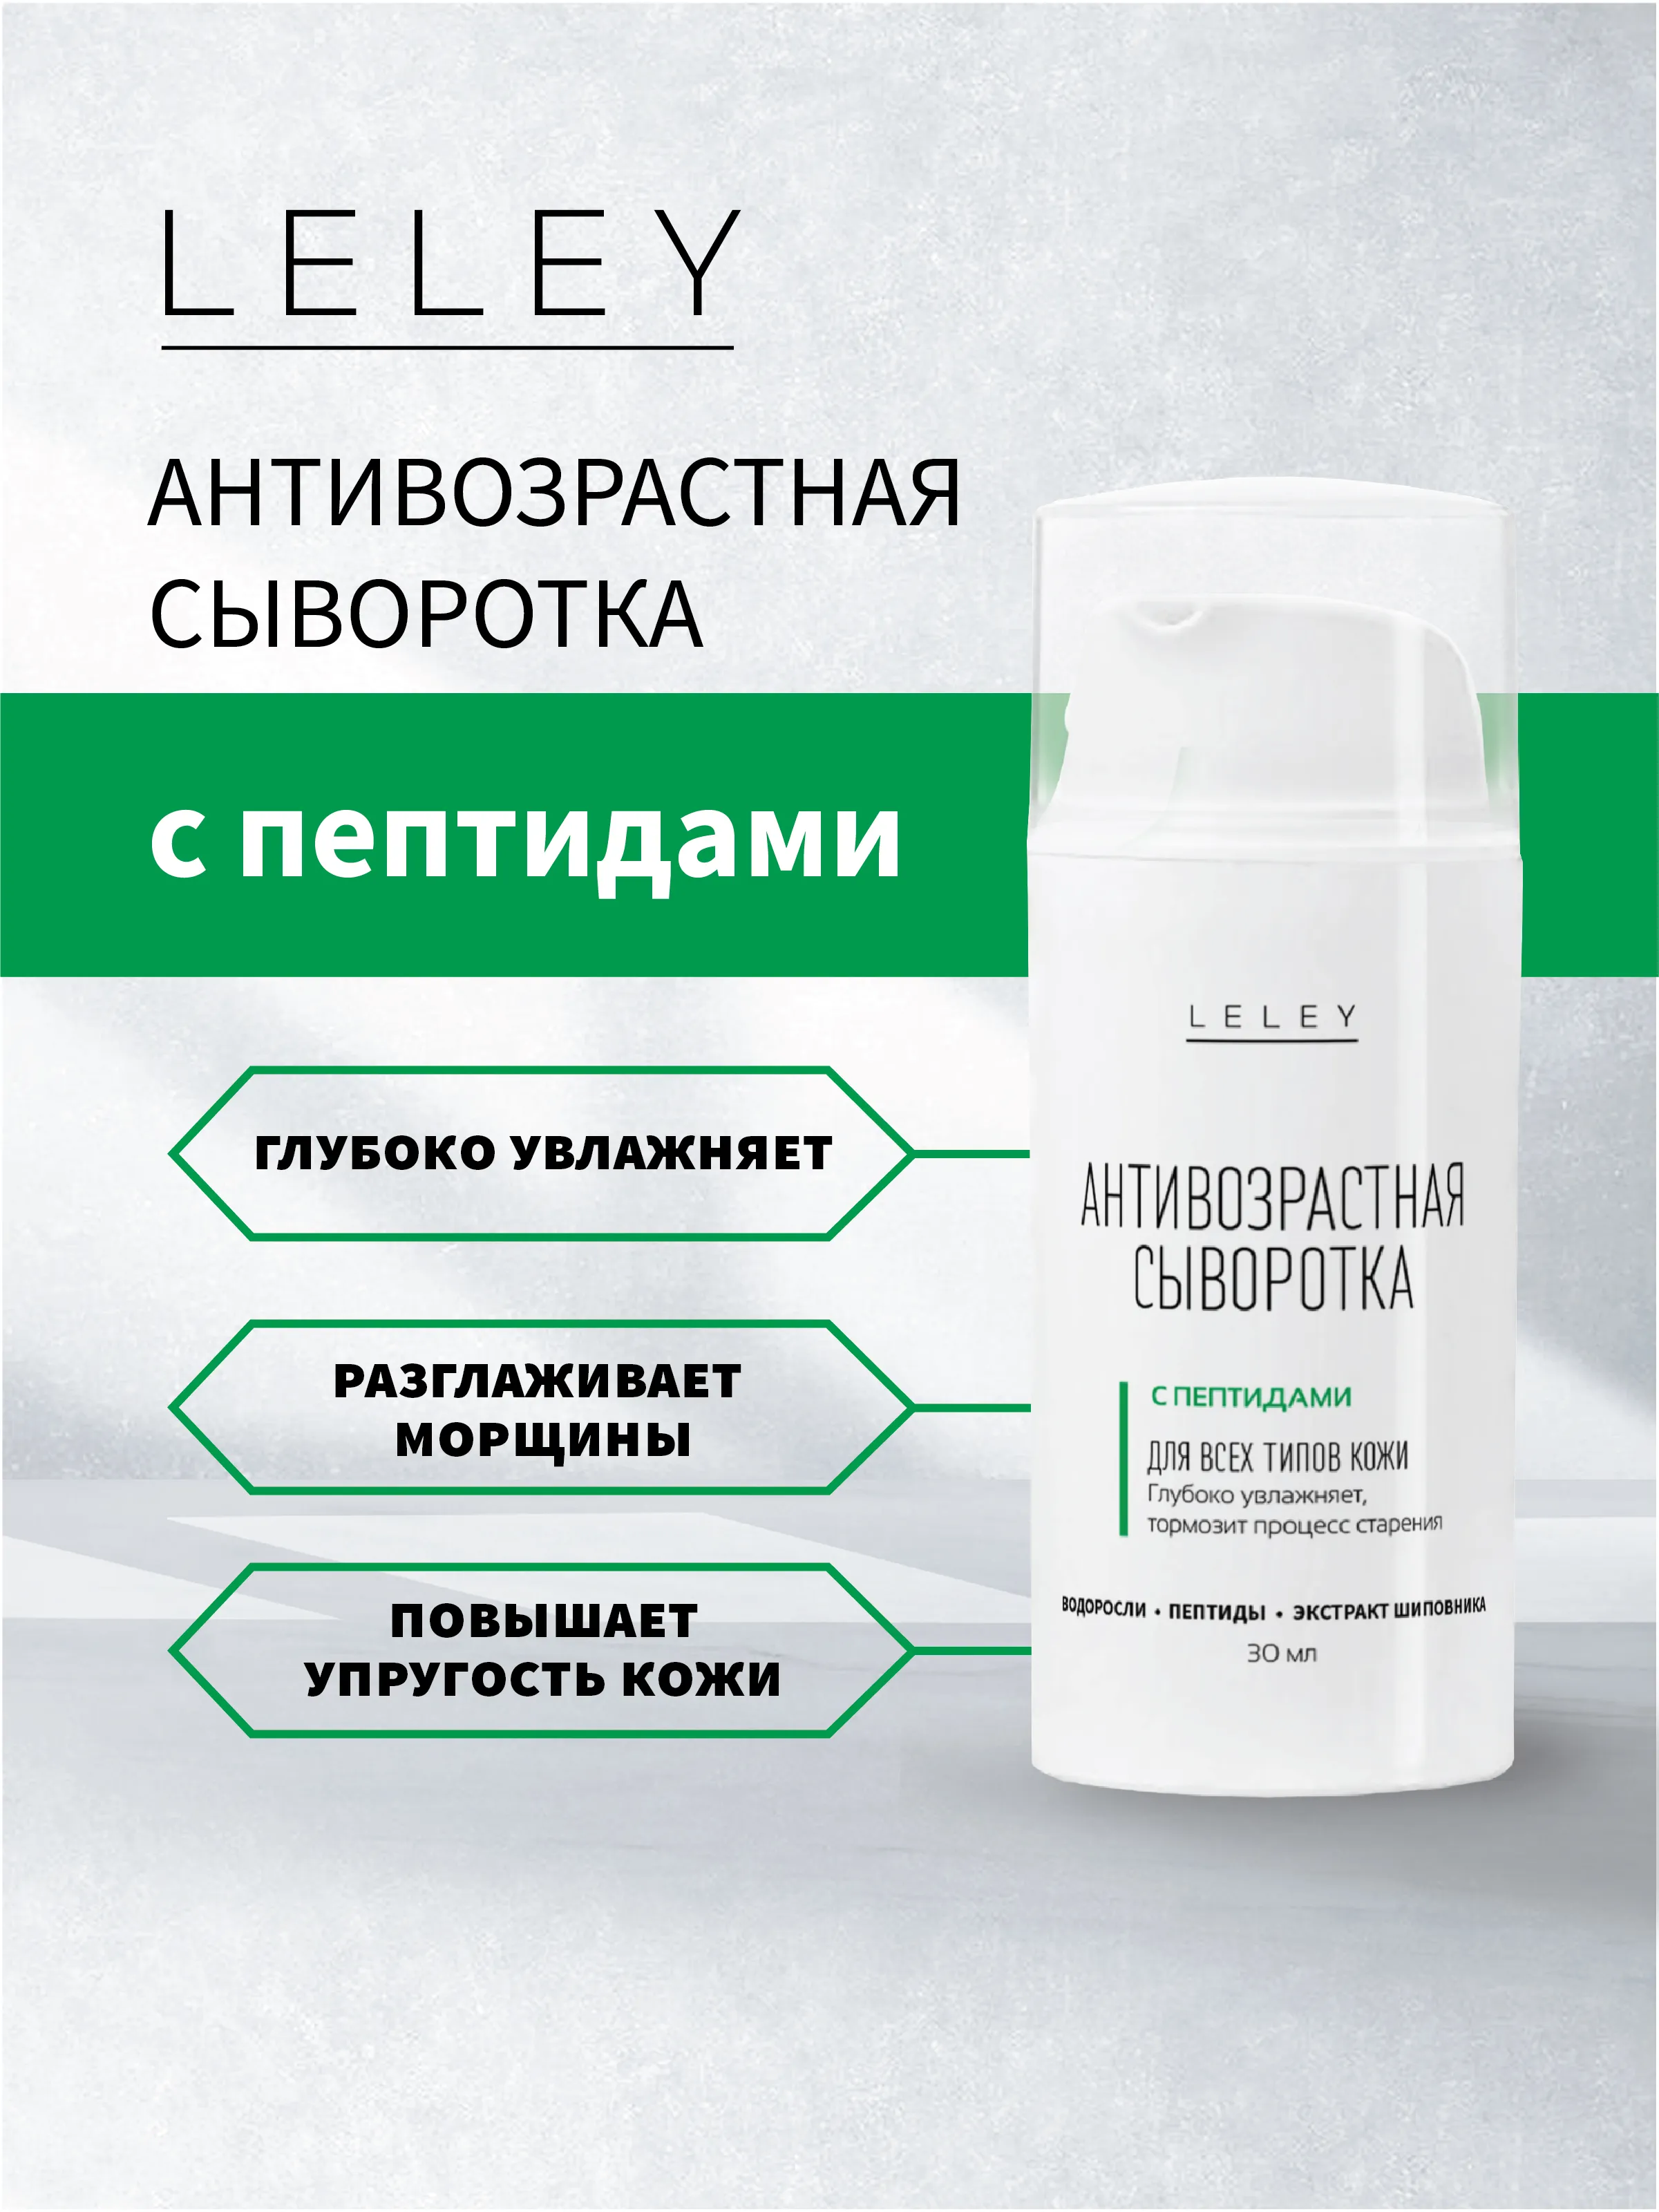 LELEY
АНТИВОЗРАСТНАЯ
СЫВОРОТКА
с пептидами
ГЛУБОКО УВЛАЖНЯЕТ
РАЗГЛАЖИВАЕТ
МОРЩИНЫ
ПОВЫШАЕТ
УПРУГОСТЬ КОЖИ
LELEY
АНТИВОЗРАСТНАЯ
СЫВОРОТКА
С ПЕПТИДАМИ
ДЛЯ ВСЕХ ТИПОВ КОЖИ
Глубоко увлажняет,
тормозит процесс старения
ВОДОРОСЛИ • ПЕПТИДЫ • ЭКСТРАКТ ШИПОВНИКА
30 мл